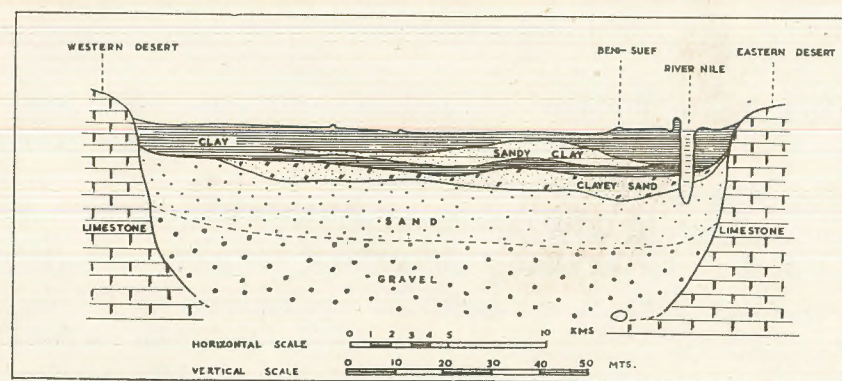 WESTERN DESERT
BENI-SUEF
EASTERN DESERT
RIVER NILE
CLAY
SANDY CLAY
CLAYEY SAND
SAND
LIMESTONE
LIMESTONE
GRAVEL
0 1 2 3 4 5 10 KMS
HORIZONTAL SCALE
VERTICAL SCALE
0 10 20 30 40 50 MTS.